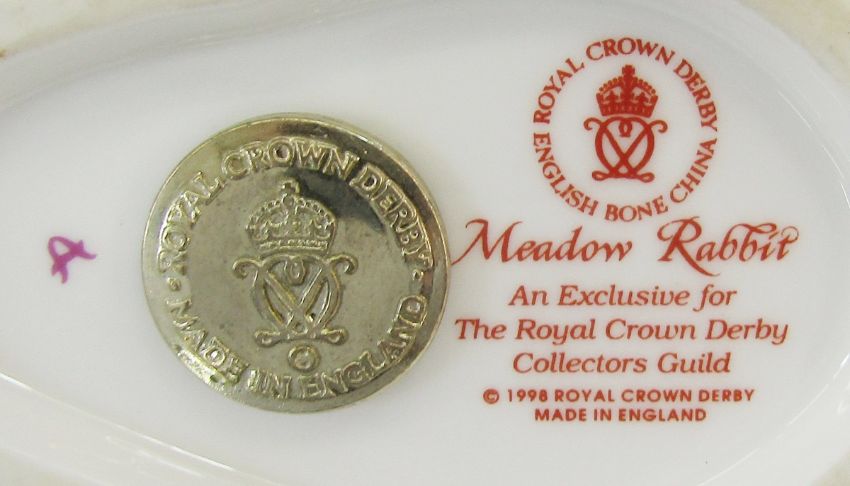 A
ROYAL CROWN DERBY
MADE IN ENGLAND
ROYAL CROWN DERBY
ENGLISH BONE CHINA
Meadow Rabbit
An Exclusive for
The Royal Crown Derby
Collectors Guild
© 1998 ROYAL CROWN DERBY
MADE IN ENGLAND